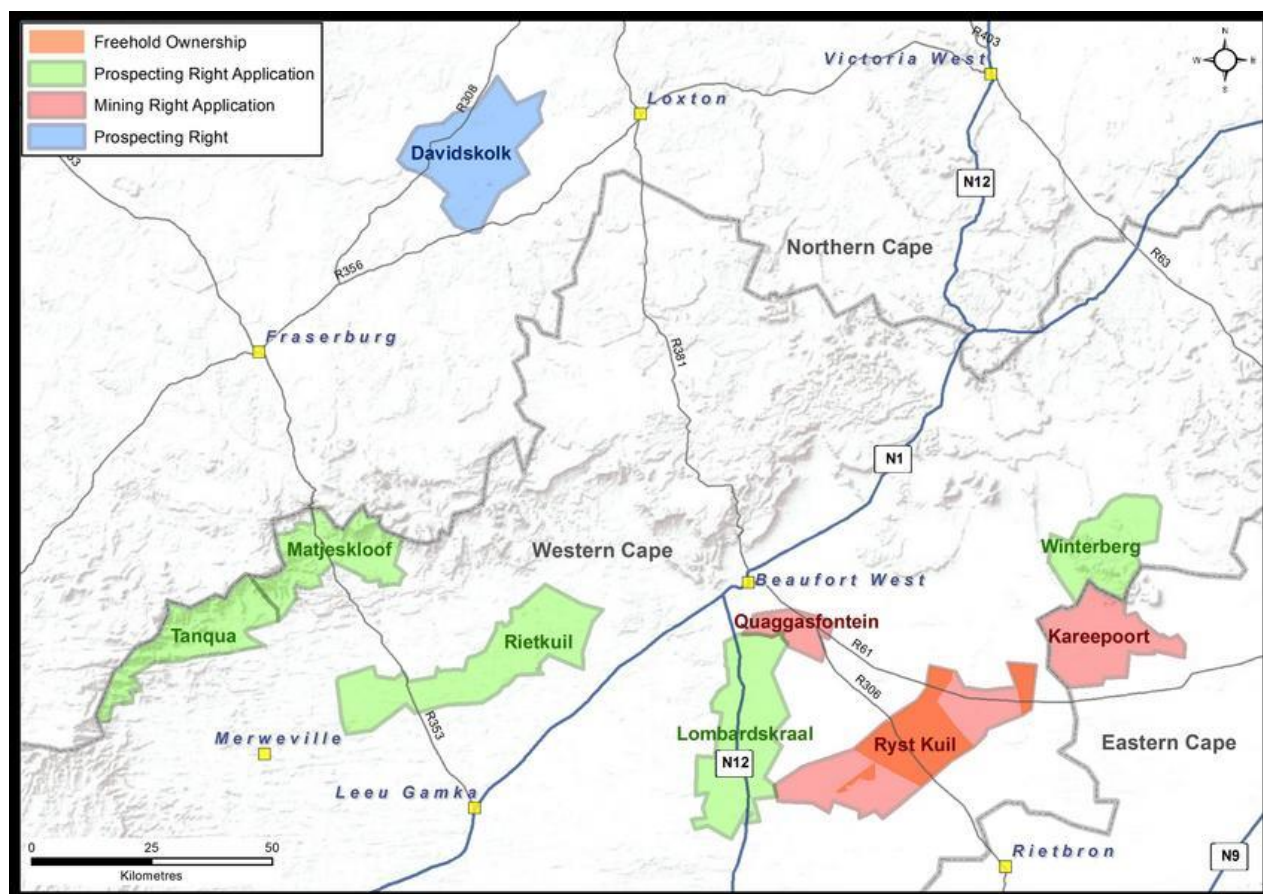 Freehold Ownership
Prospecting Right Application
Mining Right Application
Prospecting Right
R403
N
W E
S
Victoria West
R308
Loxton
Davidskolk
N12
Northern Cape
R63
R356
Fraserburg
R381
N1
Matjeskloof
Western Cape
Winterberg
Beaufort West
Quaggasfontein
Tanqua
Rietkuil
Kareepoort
R61
R306
R353
Merweville
Lombardskraal
Ryst Kuil
Eastern Cape
N12
Leeu Gamka
Rietbron
N9
0 25 50
Kilometres